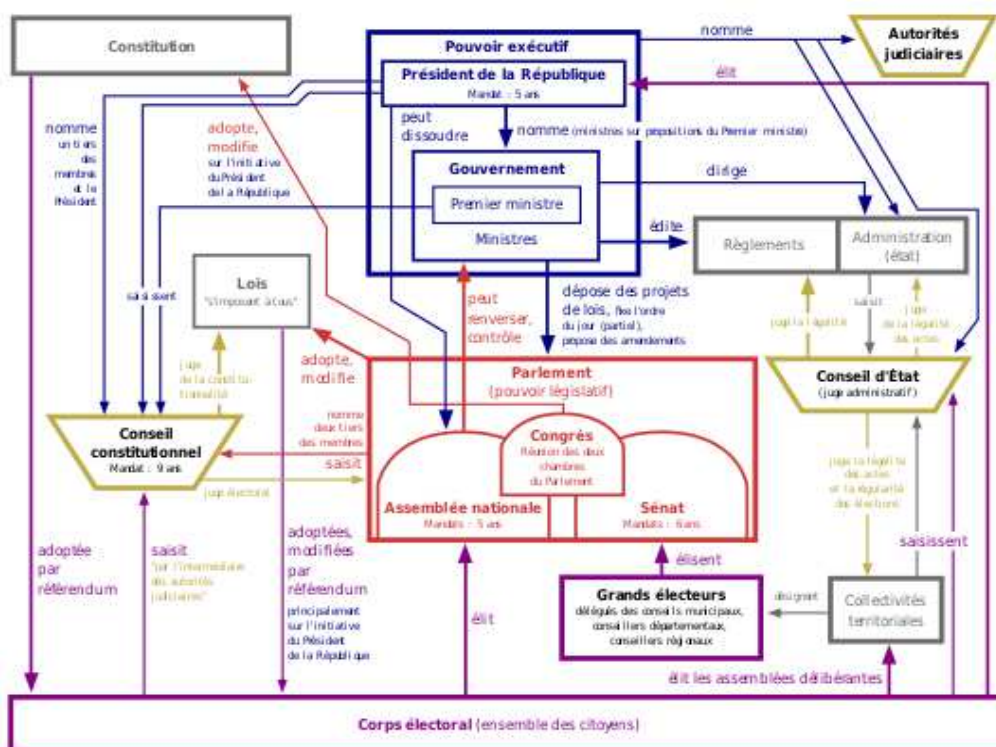 Constitution
Pouvoir exécutif
Président de la République
Mandat : 5 ans
nomme
Autorités
judiciaires
élit
nomme
un tiers
des
membres
et le
Président
adopte,
modifie
sur l'initiative
du Président
de la République
peut
dissoudre
nomme (ministres sur propositions du Premier ministre)
Gouvernement
Premier ministre
Ministres
dirige
édite
Règlements
Administration
(état)
Lois
"s'imposent à tous"
saisissent
peut
renverser,
contrôle
dépose des projets
de lois, fixe l'ordre
du jour (partiel),
propose des amendements
juge la légalité
saisit
juge
de la légalité
des actes
juge
de la constitu-
tionnalité
adopte,
modifie
Parlement
(pouvoir législatif)
Conseil d'État
(juge administratif)
Conseil
constitutionnel
Mandat : 9 ans
nomme
deux tiers
des membres
saisit
juge électoral
Congrès
Réunion des deux
chambres
du Parlement
Assemblée nationale
Mandats : 5 ans
Sénat
Mandats : 6 ans
juge la légalité
des actes
et la régularité
des élections
adoptée
par
référendum
saisit
"par l'intermédiaire
des autorités
judiciaires"
adoptées,
modifiées
par
référendum
principalement
sur l'initiative
du Président
de la République
élit
élisent
saisissent
Grands électeurs
délégués des conseils municipaux,
conseillers départementaux,
conseillers régionaux
désignent
Collectivités
territoriales
élit les assemblées délibérantes
Corps électoral (ensemble des citoyens)